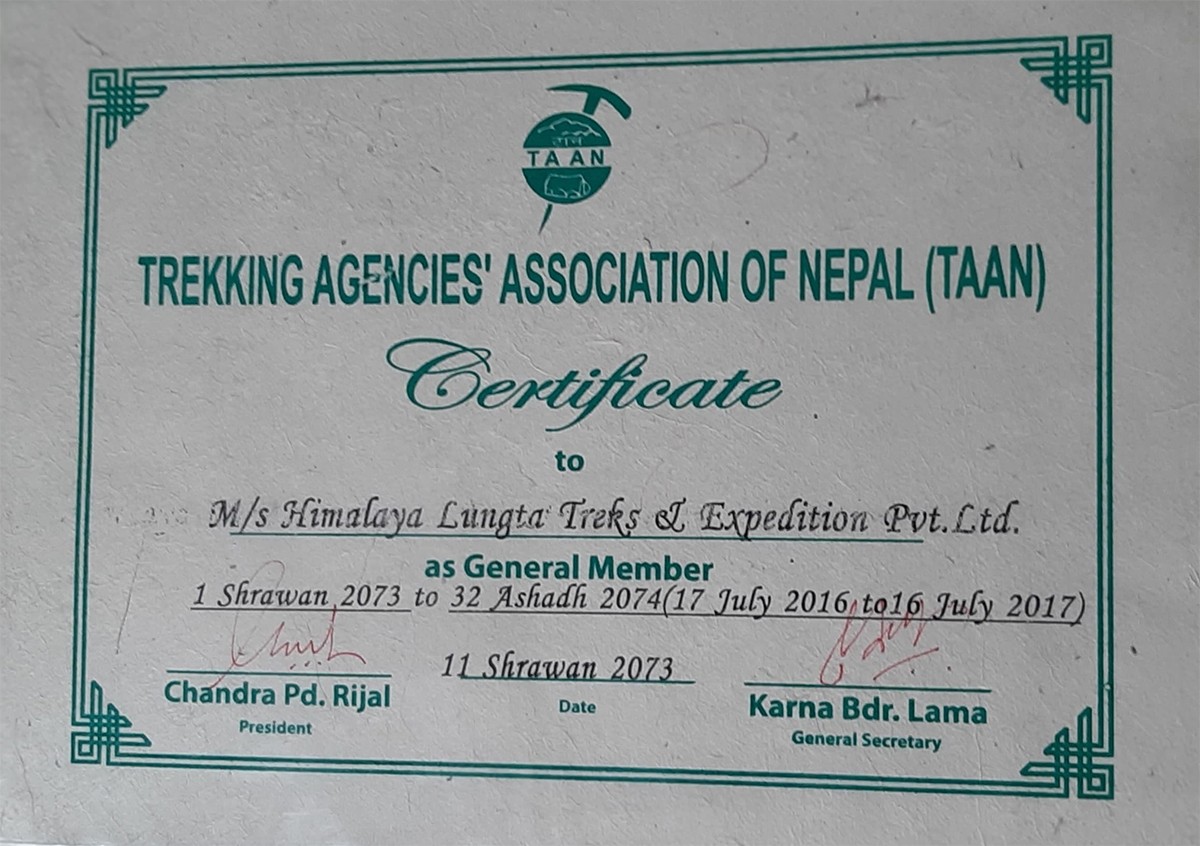 TAAN
TREKKING AGENCIES' ASSOCIATION OF NEPAL (TAAN)
Certificate
to
M/s Himalaya Lungta Treks & Expedition Pvt.Ltd.
as General Member
1 Shrawan 2073 to 32 Ashadh 2074(17 July 2016 to16 July 2017)
11 Shrawan 2073
Chandra Pd. Rijal
Date
Karna Bdr. Lama
President
General Secretary